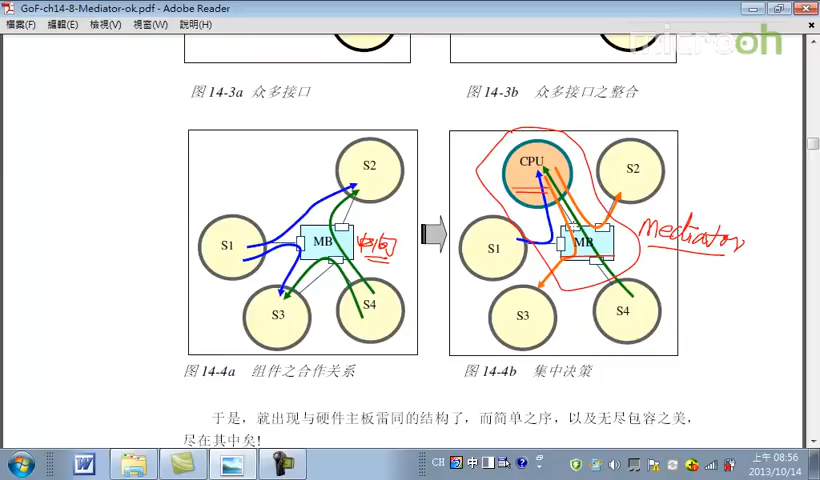 GoF-ch14-8-Mediator-ok.pdf - Adobe Reader
檔案(F) 編輯(E) 檢視(V) 視窗(W) 說明(H)
microoh
图 14-3a 众多接口
图 14-3b 众多接口之整合
S2
S1
MB
S3
S4
CPU
S2
S1
MB
Mediator
S3
S4
图 14-4a 组件之合作关系
图 14-4b 集中决策
于是，就出现与硬件主板雷同的结构了，而简单之序，以及无尽包容之美，
尽在其中矣!
CH
中
上午 08:56
2013/10/14